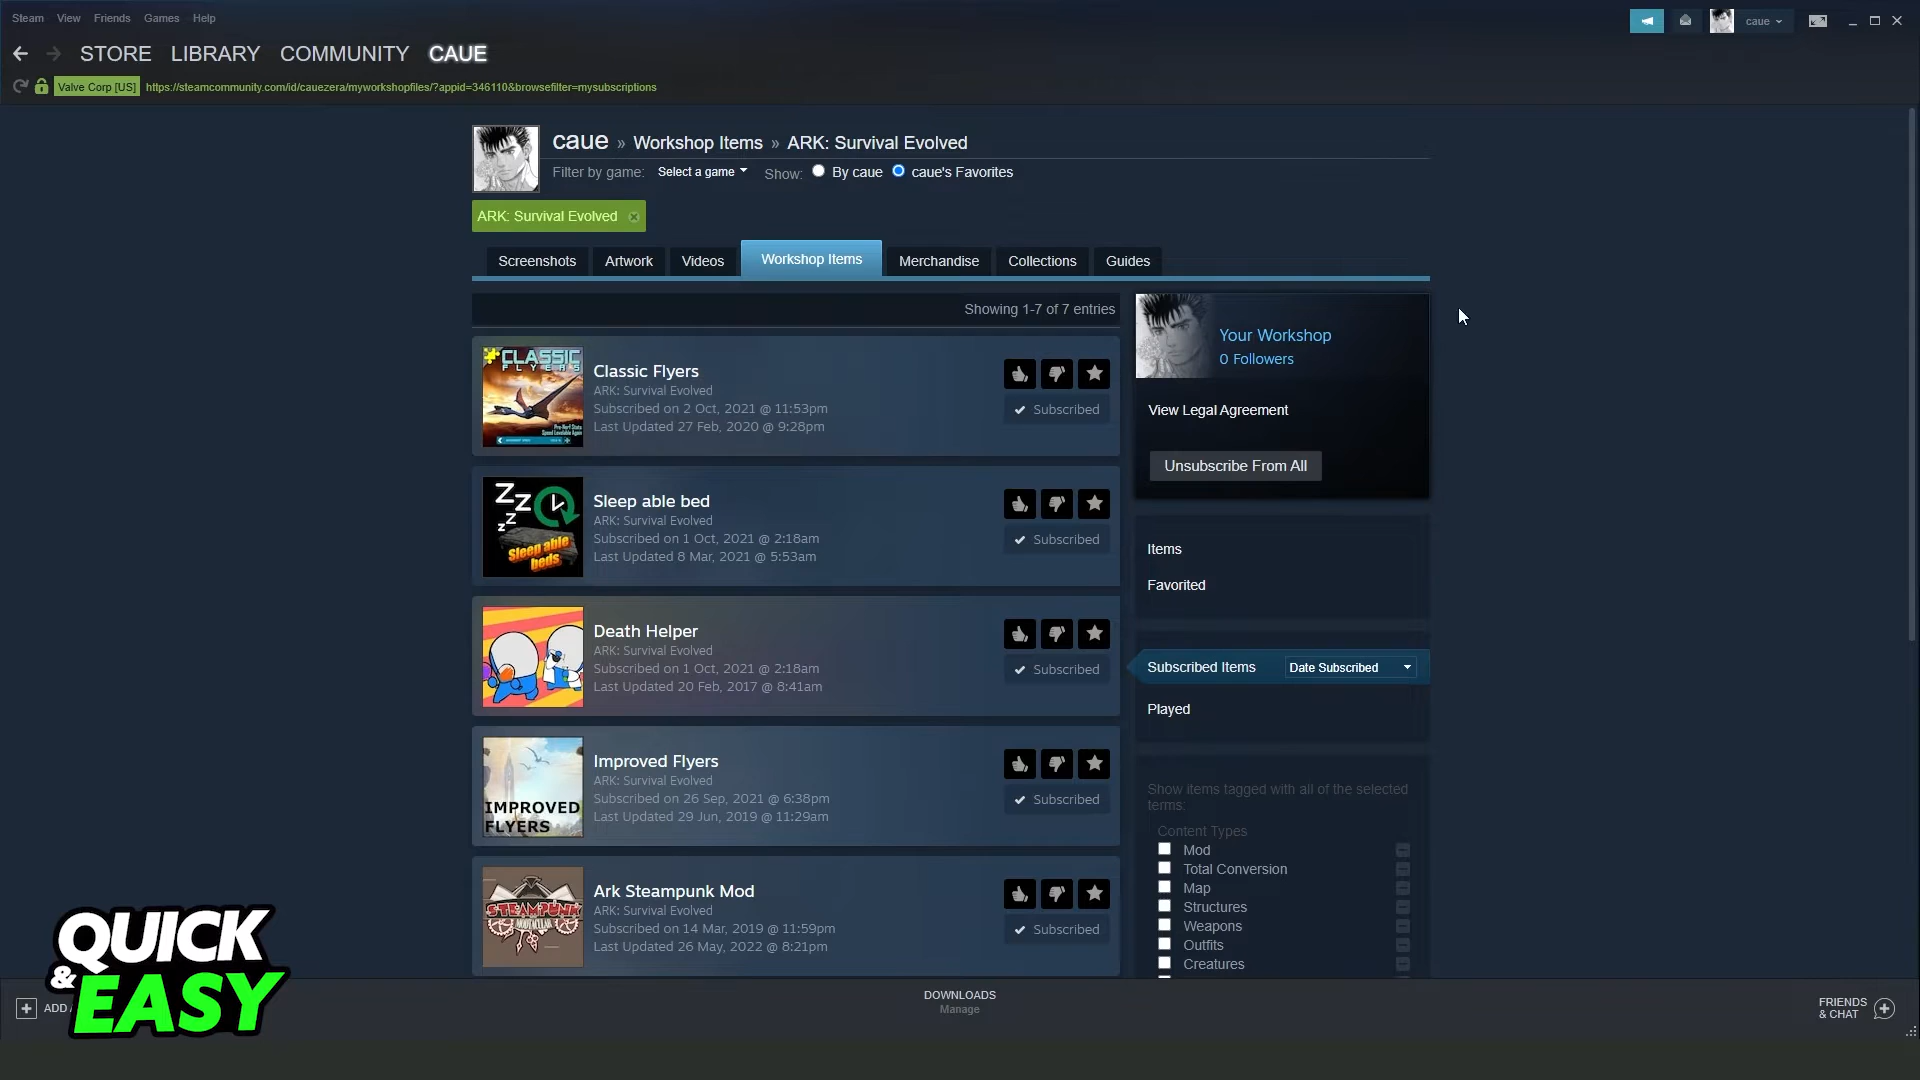 Steam View Friends Games Help
caue
STORE LIBRARY COMMUNITY CAUE
Valve Corp [US] https://steamcommunity.com/id/cauezera/myworkshopfiles/?appid=346110&browsefilter=mysubscriptions
caue » Workshop Items » ARK: Survival Evolved
Filter by game: Select a game Show: By caue caue's Favorites
ARK: Survival Evolved
Screenshots Artwork Videos Workshop Items Merchandise Collections Guides
Showing 1-7 of 7 entries
CLASSIC
FLYERS
Classic Flyers
ARK: Survival Evolved
Subscribed on 2 Oct, 2021 @ 11:53pm
Last Updated 27 Feb, 2020 @ 9:28pm
Subscribed
ZZZ
Sleep able
beds
Sleep able bed
ARK: Survival Evolved
Subscribed on 1 Oct, 2021 @ 2:18am
Last Updated 8 Mar, 2021 @ 5:53am
Subscribed
Death Helper
ARK: Survival Evolved
Subscribed on 1 Oct, 2021 @ 2:18am
Last Updated 20 Feb, 2017 @ 8:41am
Subscribed
IMPROVED
FLYERS
Improved Flyers
ARK: Survival Evolved
Subscribed on 26 Sep, 2021 @ 6:38pm
Last Updated 29 Jun, 2019 @ 11:29am
Subscribed
STEAMPUNK
Ark Steampunk Mod
ARK: Survival Evolved
Subscribed on 14 Mar, 2019 @ 11:59pm
Last Updated 26 May, 2022 @ 8:21pm
Subscribed
Your Workshop
0 Followers
View Legal Agreement
Unsubscribe From All
Items
Favorited
Subscribed Items Date Subscribed
Played
Show items tagged with all of the selected
terms:
Content Types
Mod
Total Conversion
Map
Structures
Weapons
Outfits
Creatures
QUICK
&EASY
ADD
DOWNLOADS
Manage
FRIENDS
& CHAT